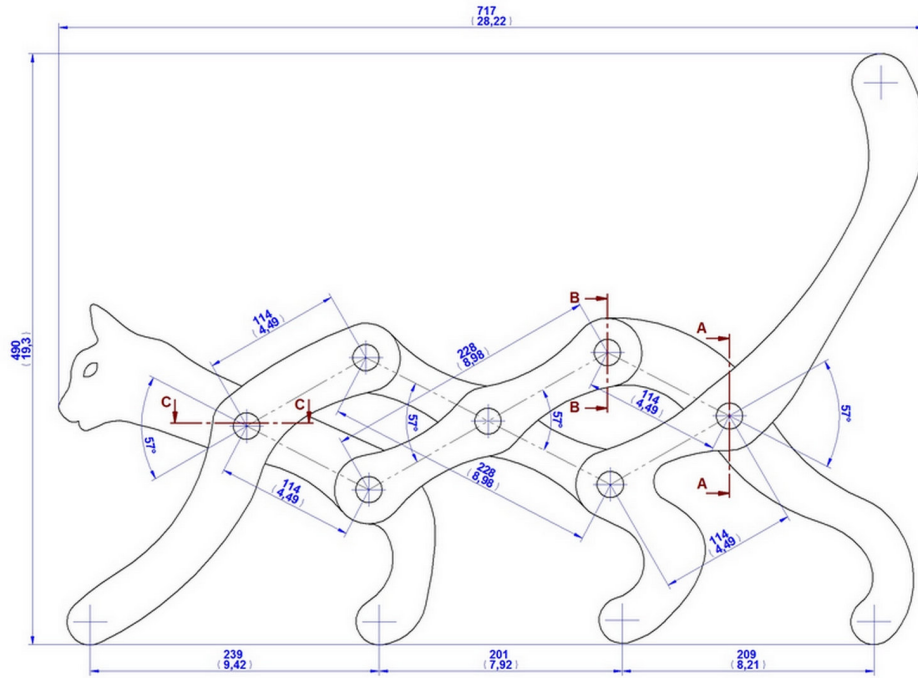 717
( 28,22 )
490
( 19,3 )
B
A
114
( 4,49 )
228
( 8,98 )
C
C
57°
57°
57°
57°
B
114
( 4,49 )
A
114
( 4,49 )
228
( 8,98 )
114
( 4,49 )
239
( 9,42 )
201
( 7,92 )
209
( 8,21 )